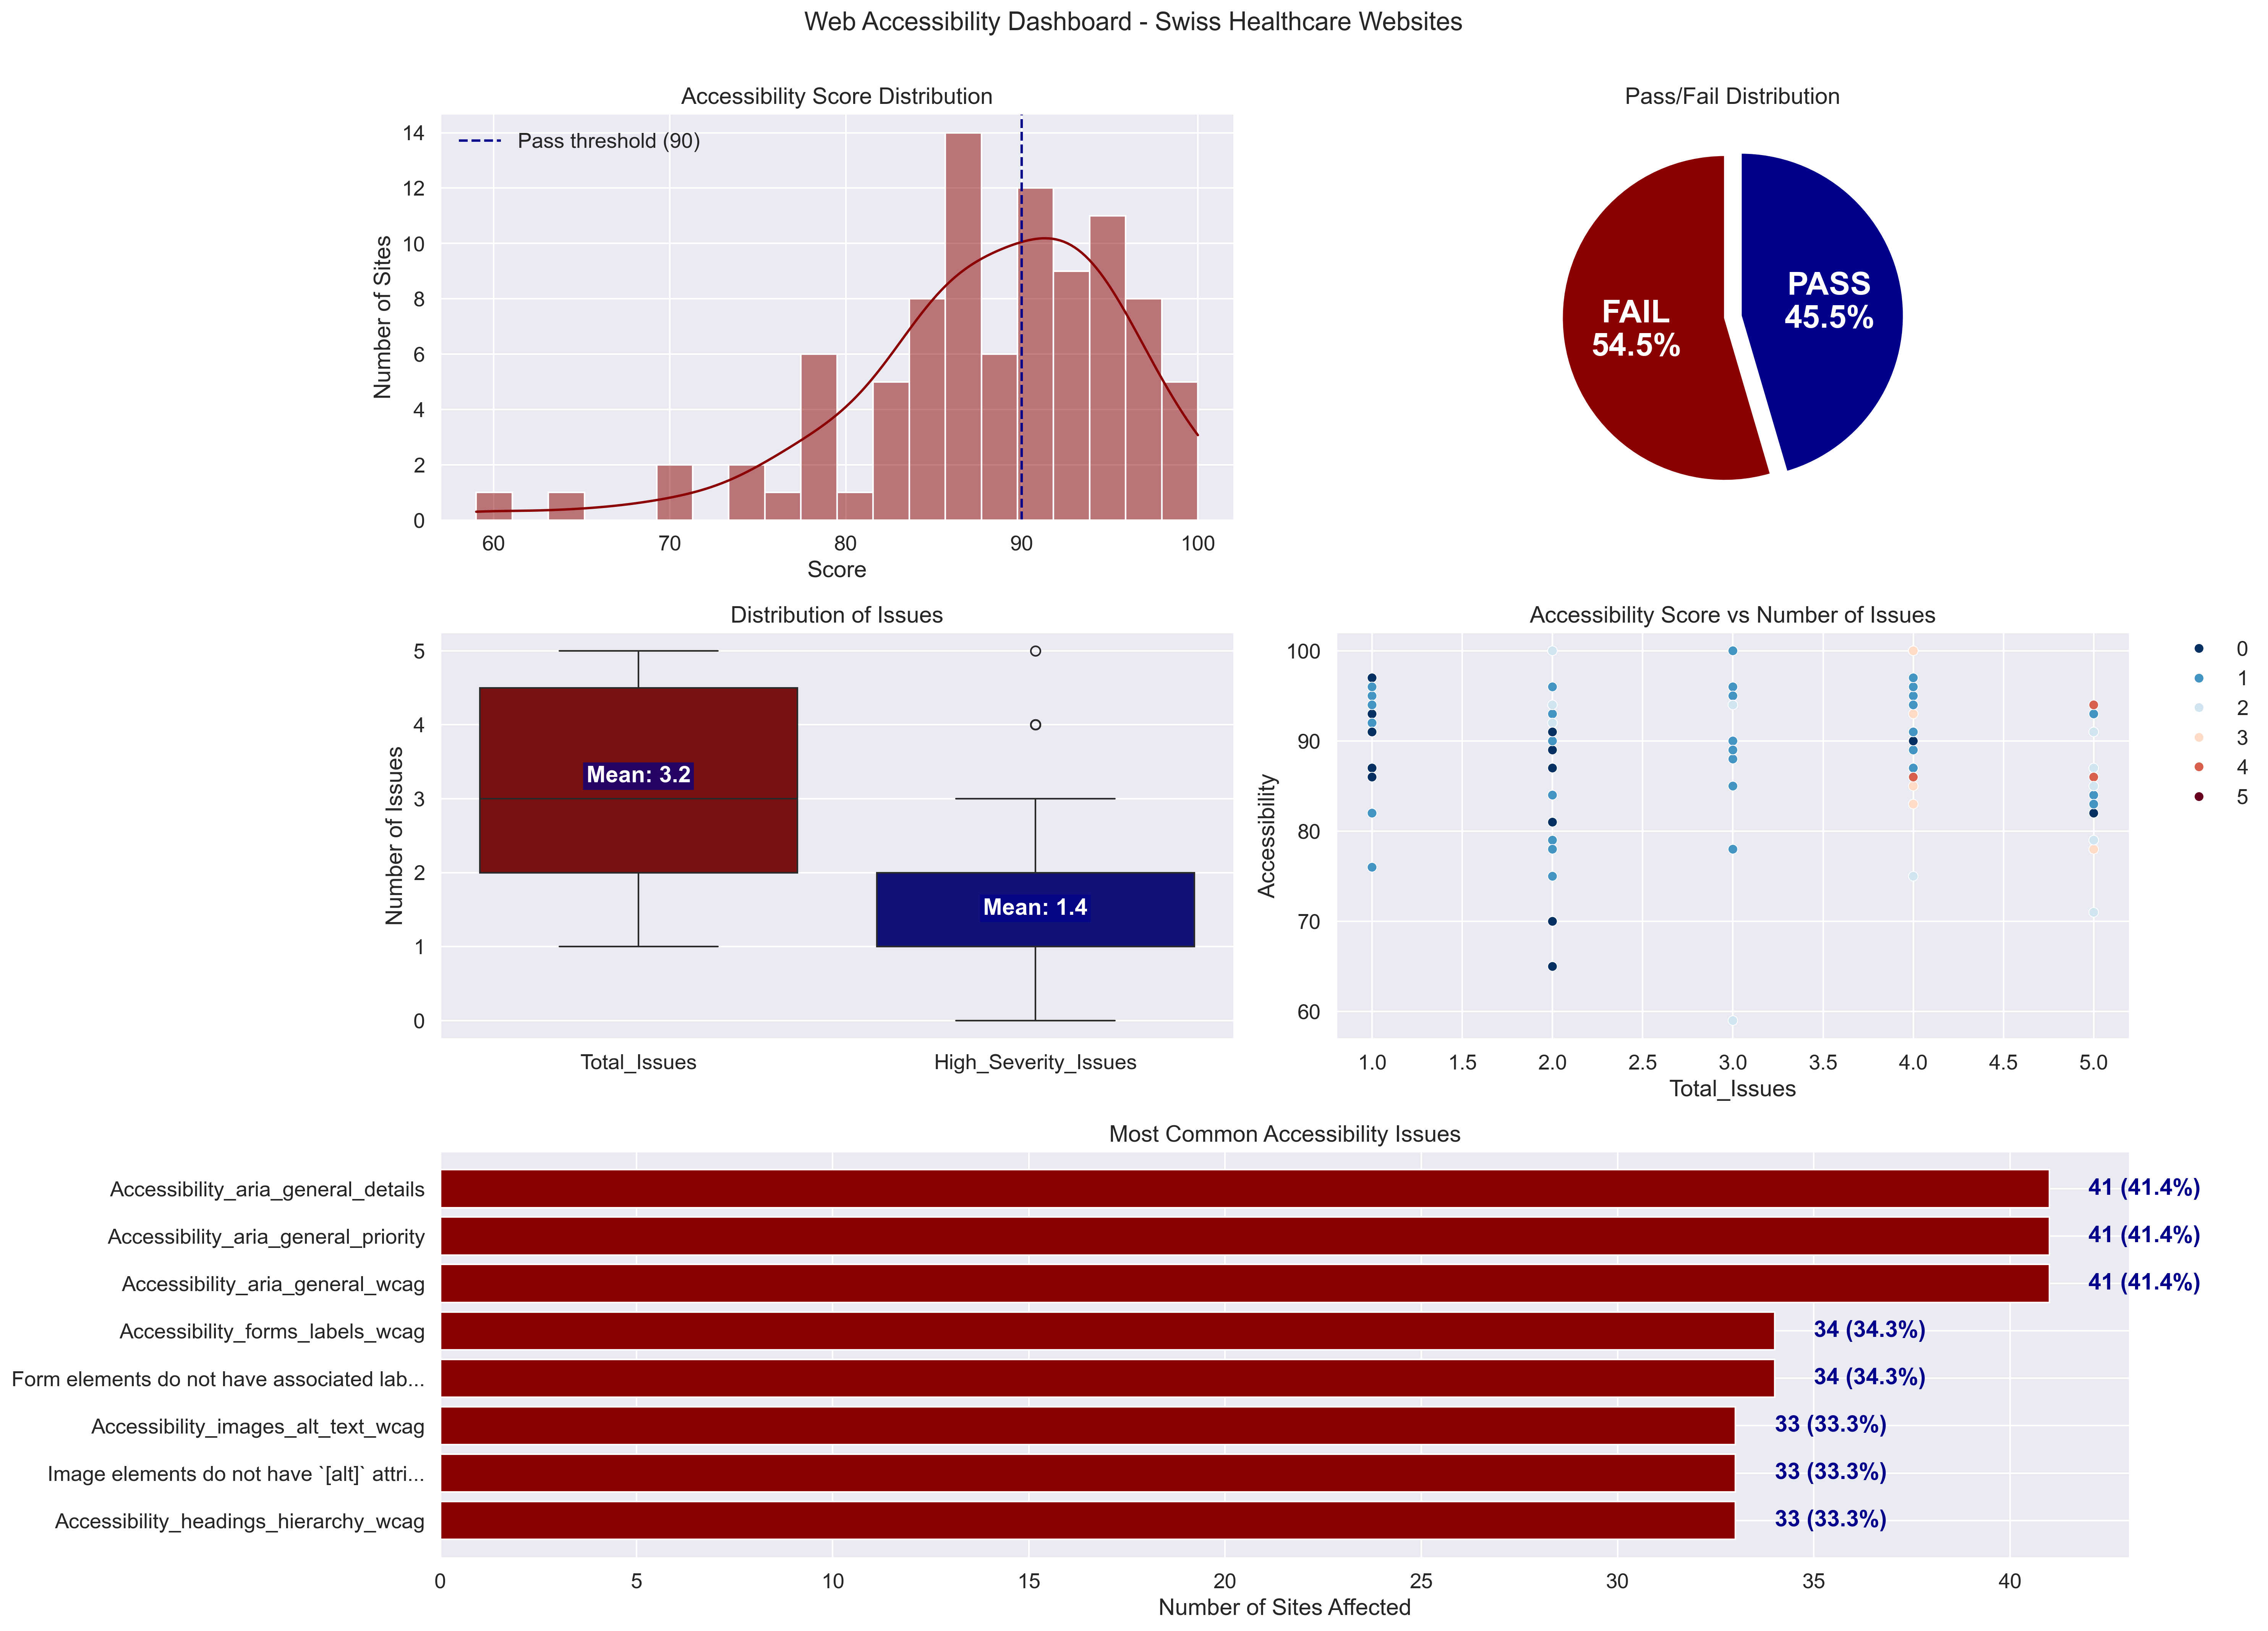 Web Accessibility Dashboard - Swiss Healthcare Websites
Accessibility Score Distribution
Pass threshold (90)
Number of Sites
14
12
10
8
6
4
2
0
60
70
80
90
100
Score
Pass/Fail Distribution
FAIL
54.5%
PASS
45.5%
Distribution of Issues
Number of Issues
5
4
3
2
1
0
Mean: 3.2
Mean: 1.4
Total_Issues
High_Severity_Issues
Accessibility Score vs Number of Issues
Accessibility
100
90
80
70
60
1.0
1.5
2.0
2.5
3.0
3.5
4.0
4.5
5.0
Total_Issues
0
1
2
3
4
5
Most Common Accessibility Issues
Accessibility_aria_general_details
41 (41.4%)
Accessibility_aria_general_priority
41 (41.4%)
Accessibility_aria_general_wcag
41 (41.4%)
Accessibility_forms_labels_wcag
34 (34.3%)
Form elements do not have associated lab...
34 (34.3%)
Accessibility_images_alt_text_wcag
33 (33.3%)
Image elements do not have `[alt]` attri...
33 (33.3%)
Accessibility_headings_hierarchy_wcag
33 (33.3%)
0
5
10
15
20
25
30
35
40
Number of Sites Affected